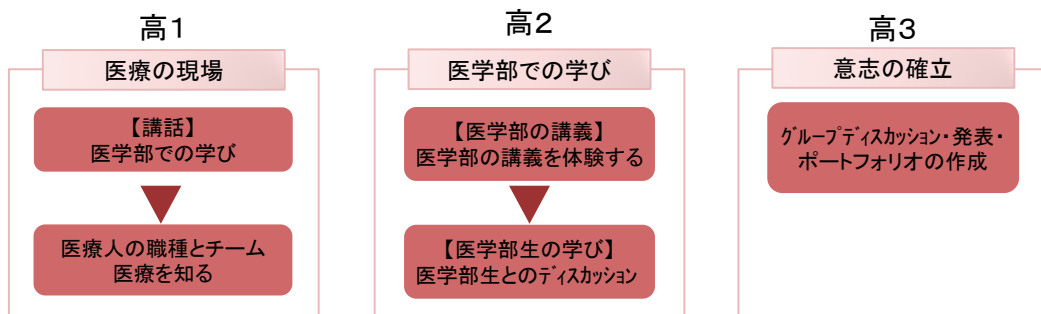 高1
医療の現場
【講話】
医学部での学び
医療人の職種とチーム
医療を知る
高2
医学部での学び
【医学部の講義】
医学部の講義を体験する
【医学部生の学び】
医学部生とのﾃﾞｨｽｶｯｼｮﾝ
高3
意志の確立
ｸﾞﾙｰﾌﾟﾃﾞｨｽｶｯｼｮﾝ・発表・
ポートフォリオの作成